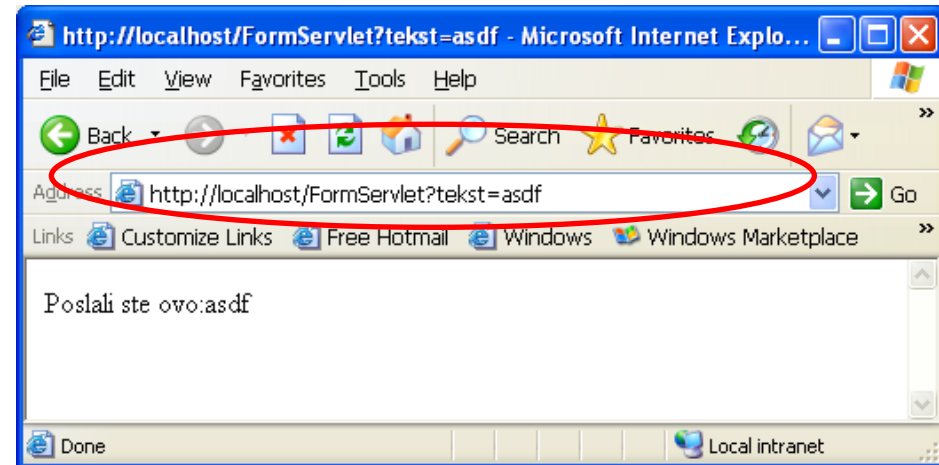 http://localhost/FormServlet?tekst=asdf - Microsoft Internet Explo...
File Edit View Favorites Tools Help
Back Search Favorites »
Address http://localhost/FormServlet?tekst=asdf Go
Links Customize Links Free Hotmail Windows Windows Marketplace »
Poslali ste ovo:asdf
Done Local intranet